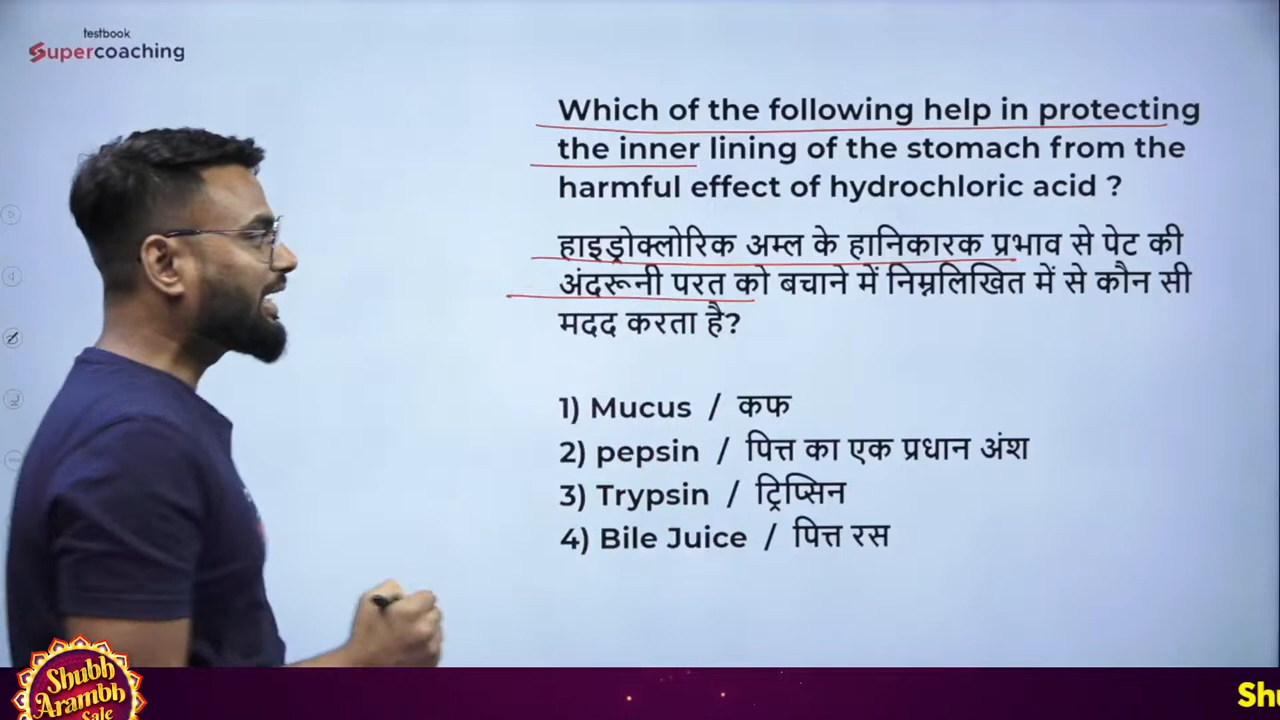 testbook
Supercoaching
Which of the following help in protecting
the inner lining of the stomach from the
harmful effect of hydrochloric acid ?
हाइड्रोक्लोरिक अम्ल के हानिकारक प्रभाव से पेट की
अंदरूनी परत को बचाने में निम्नलिखित में से कौन सी
मदद करता है?
1) Mucus / कफ
2) pepsin / पित्त का एक प्रधान अंश
3) Trypsin / ट्रिप्सिन
4) Bile Juice / पित्त रस
Shubh
Arambh
Sale